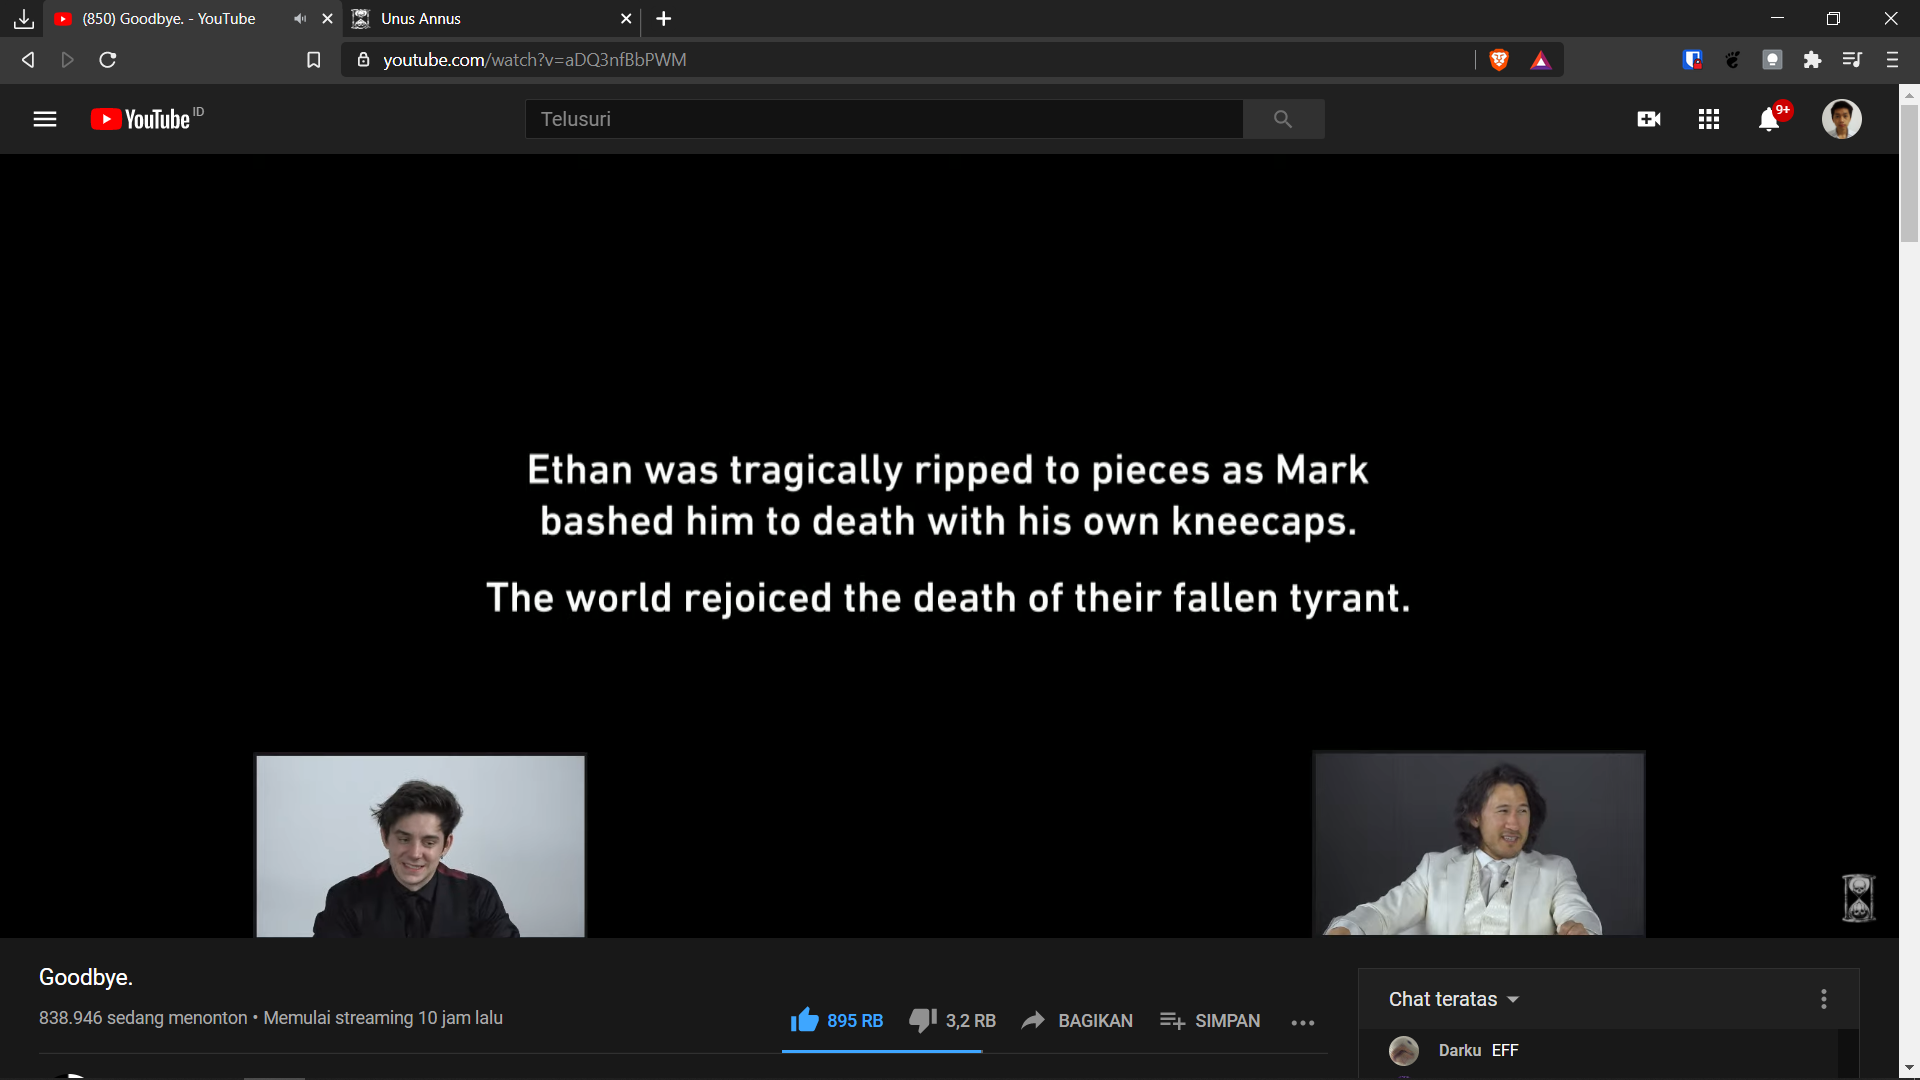 (850) Goodbye. - YouTube
Unus Annus
youtube.com/watch?v=aDQ3nfBbPWM
YouTube ID
Telusuri
9+
Ethan was tragically ripped to pieces as Mark
bashed him to death with his own kneecaps.
The world rejoiced the death of their fallen tyrant.
Goodbye.
838.946 sedang menonton • Memulai streaming 10 jam lalu
895 RB
3,2 RB
BAGIKAN
SIMPAN
Chat teratas
Darku EFF